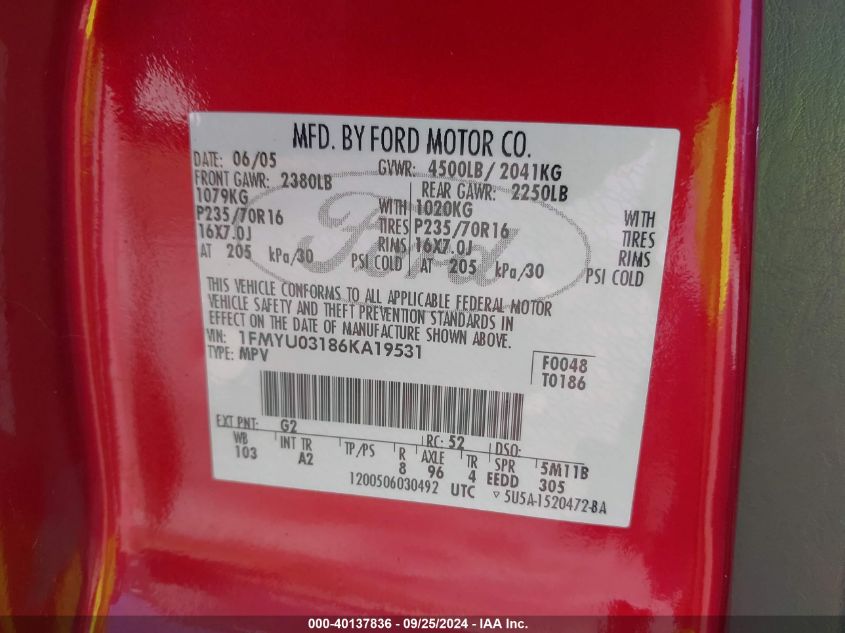 MFD. BY FORD MOTOR CO.
DATE: 06/05 GVWR: 4500LB/ 2041KG
FRONT GAWR: 2380LB REAR GAWR: 2250LB
1079KG WITH 1020KG WITH
P235/70R16 TIRES P235/70R16 TIRES
16X7.0J RIMS 16X7.0J RIMS
AT 205 kPa/30 PSI COLD AT 205 kPa/30 PSI COLD
Ford
THIS VEHICLE CONFORMS TO ALL APPLICABLE FEDERAL MOTOR
VEHICLE SAFETY AND THEFT PREVENTION STANDARDS IN
EFFECT ON THE DATE OF MANUFACTURE SHOWN ABOVE.
VIN: 1FMYU03186KA19531
TYPE: MPV
F0048
T0186
EXT PNT: G2 RC: 52 DSO:
WB INT TR TP/PS R AXLE TR SPR 5M11B
103 A2 8 96 4 EEDD 305
1200506030492 UTC ▽ 5U5A-1520472-BA
000-40137836 - 09/25/2024 - IAA Inc.